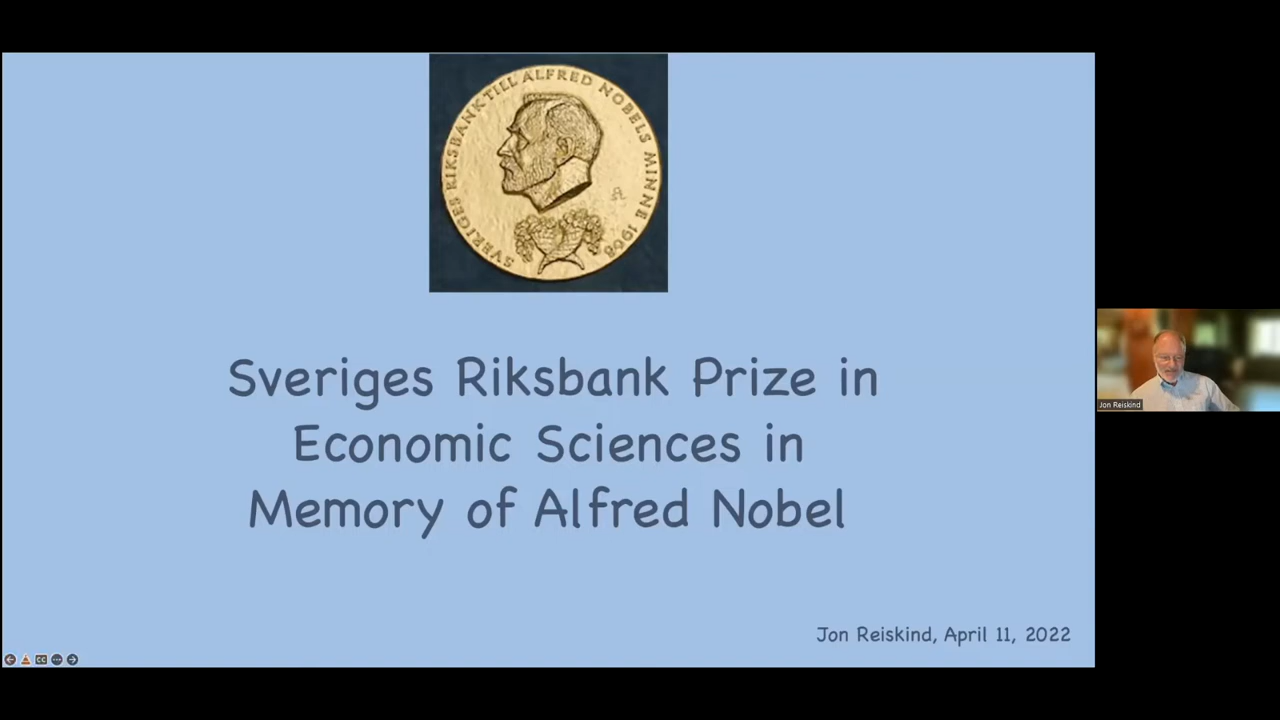 SVERIGES RIKSBANK TILL ALFRED NOBELS MINNE 1968
Sveriges Riksbank Prize in
Economic Sciences in
Memory of Alfred Nobel
Jon Reiskind, April 11, 2022
Jon Reiskind
CC